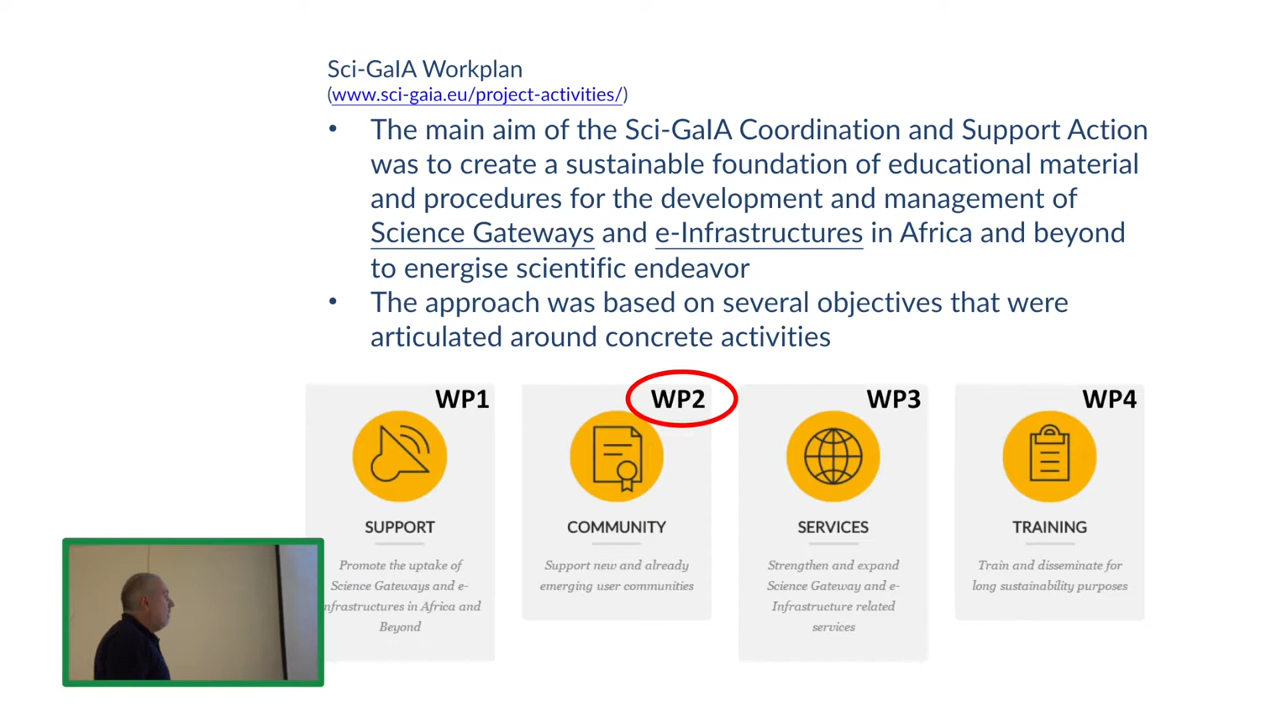 Sci-GaIA Workplan
(www.sci-gaia.eu/project-activities/)
• The main aim of the Sci-GaIA Coordination and Support Action
was to create a sustainable foundation of educational material
and procedures for the development and management of
Science Gateways and e-Infrastructures in Africa and beyond
to energise scientific endeavor
• The approach was based on several objectives that were
articulated around concrete activities
WP1
SUPPORT
Promote the uptake of
Science Gateways and e-
nfrastructures in Africa and
Beyond
WP2
COMMUNITY
Support new and already
emerging user communities
WP3
SERVICES
Strengthen and expand
Science Gateway and e-
Infrastructure related
services
WP4
TRAINING
Train and disseminate for
long sustainability purposes